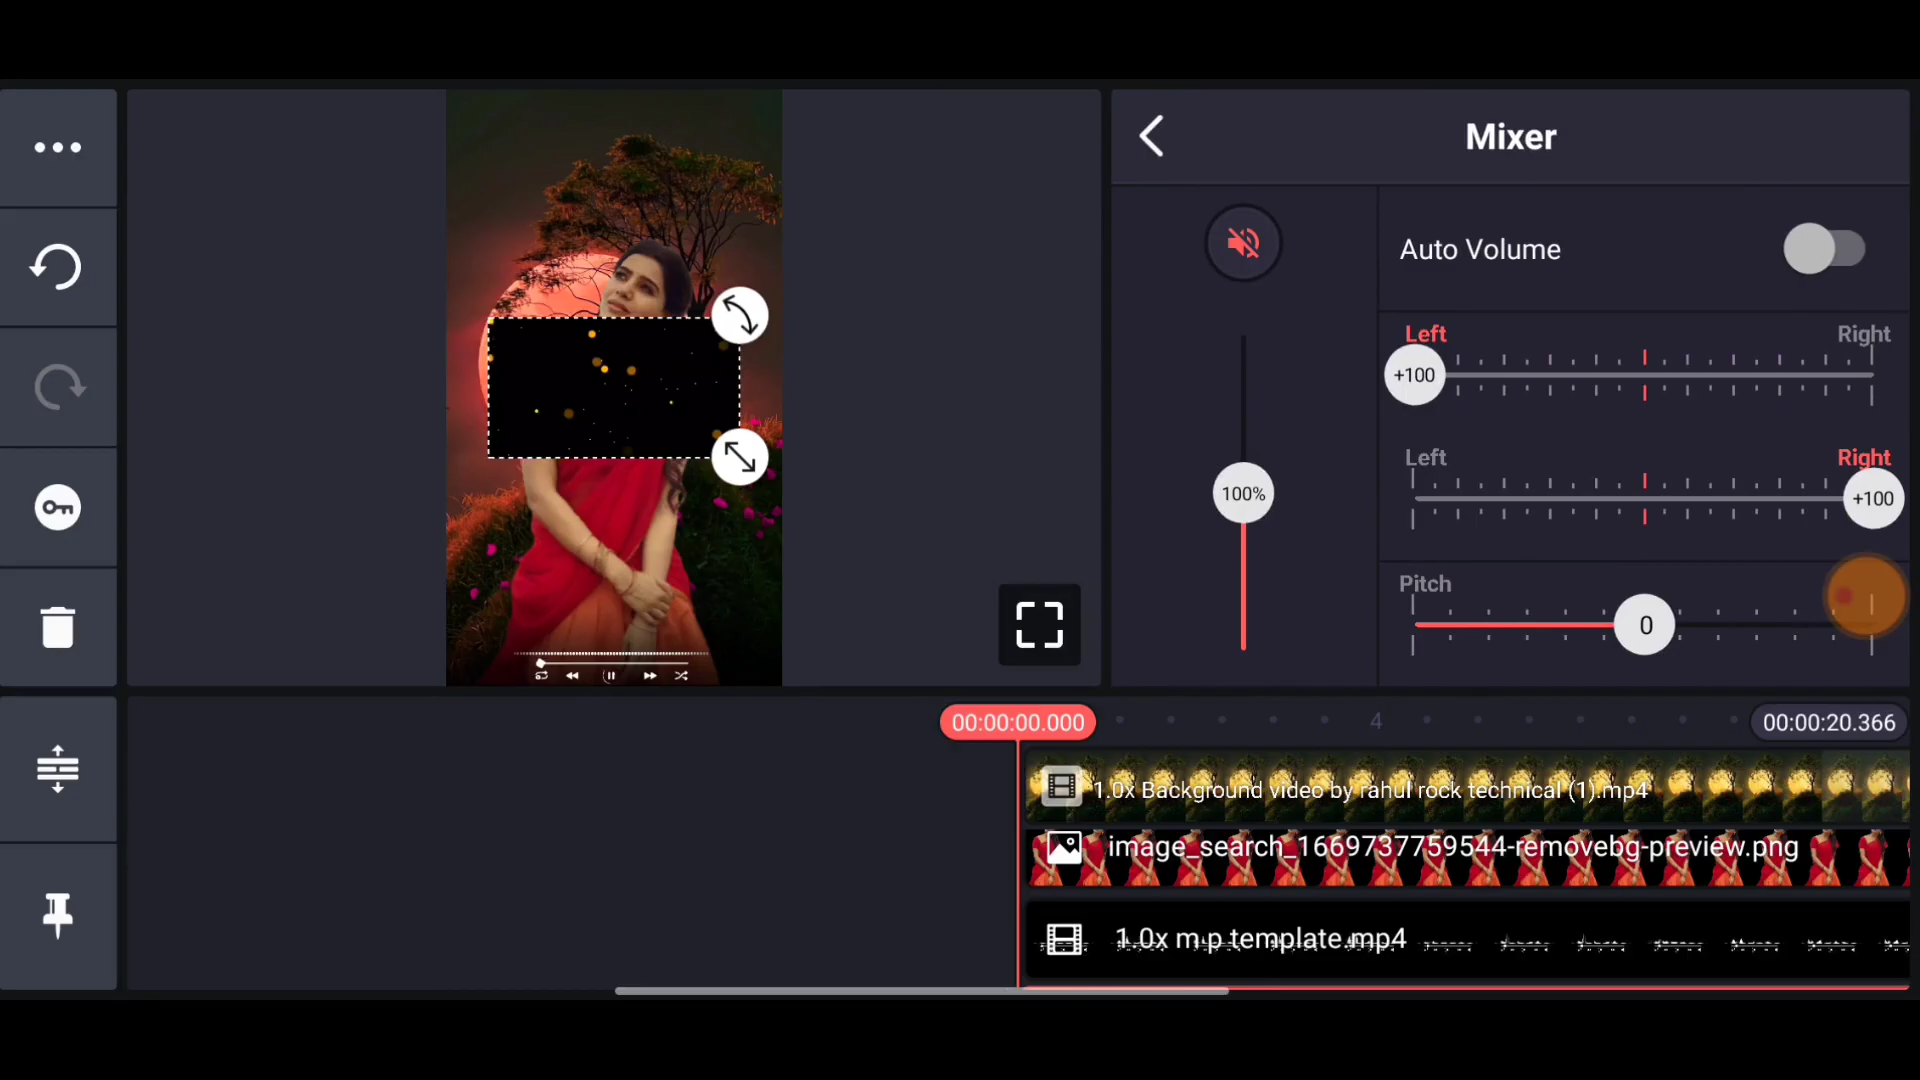 Mixer
Auto Volume
Left
Right
+100
Left
Right
+100
100%
Pitch
0
00:00:00.000
4
00:00:20.366
1.0x Background video by rahul rock technical (1).mp4
image_search_1669737759544-removebg-preview.png
1.0x m.p template.mp4